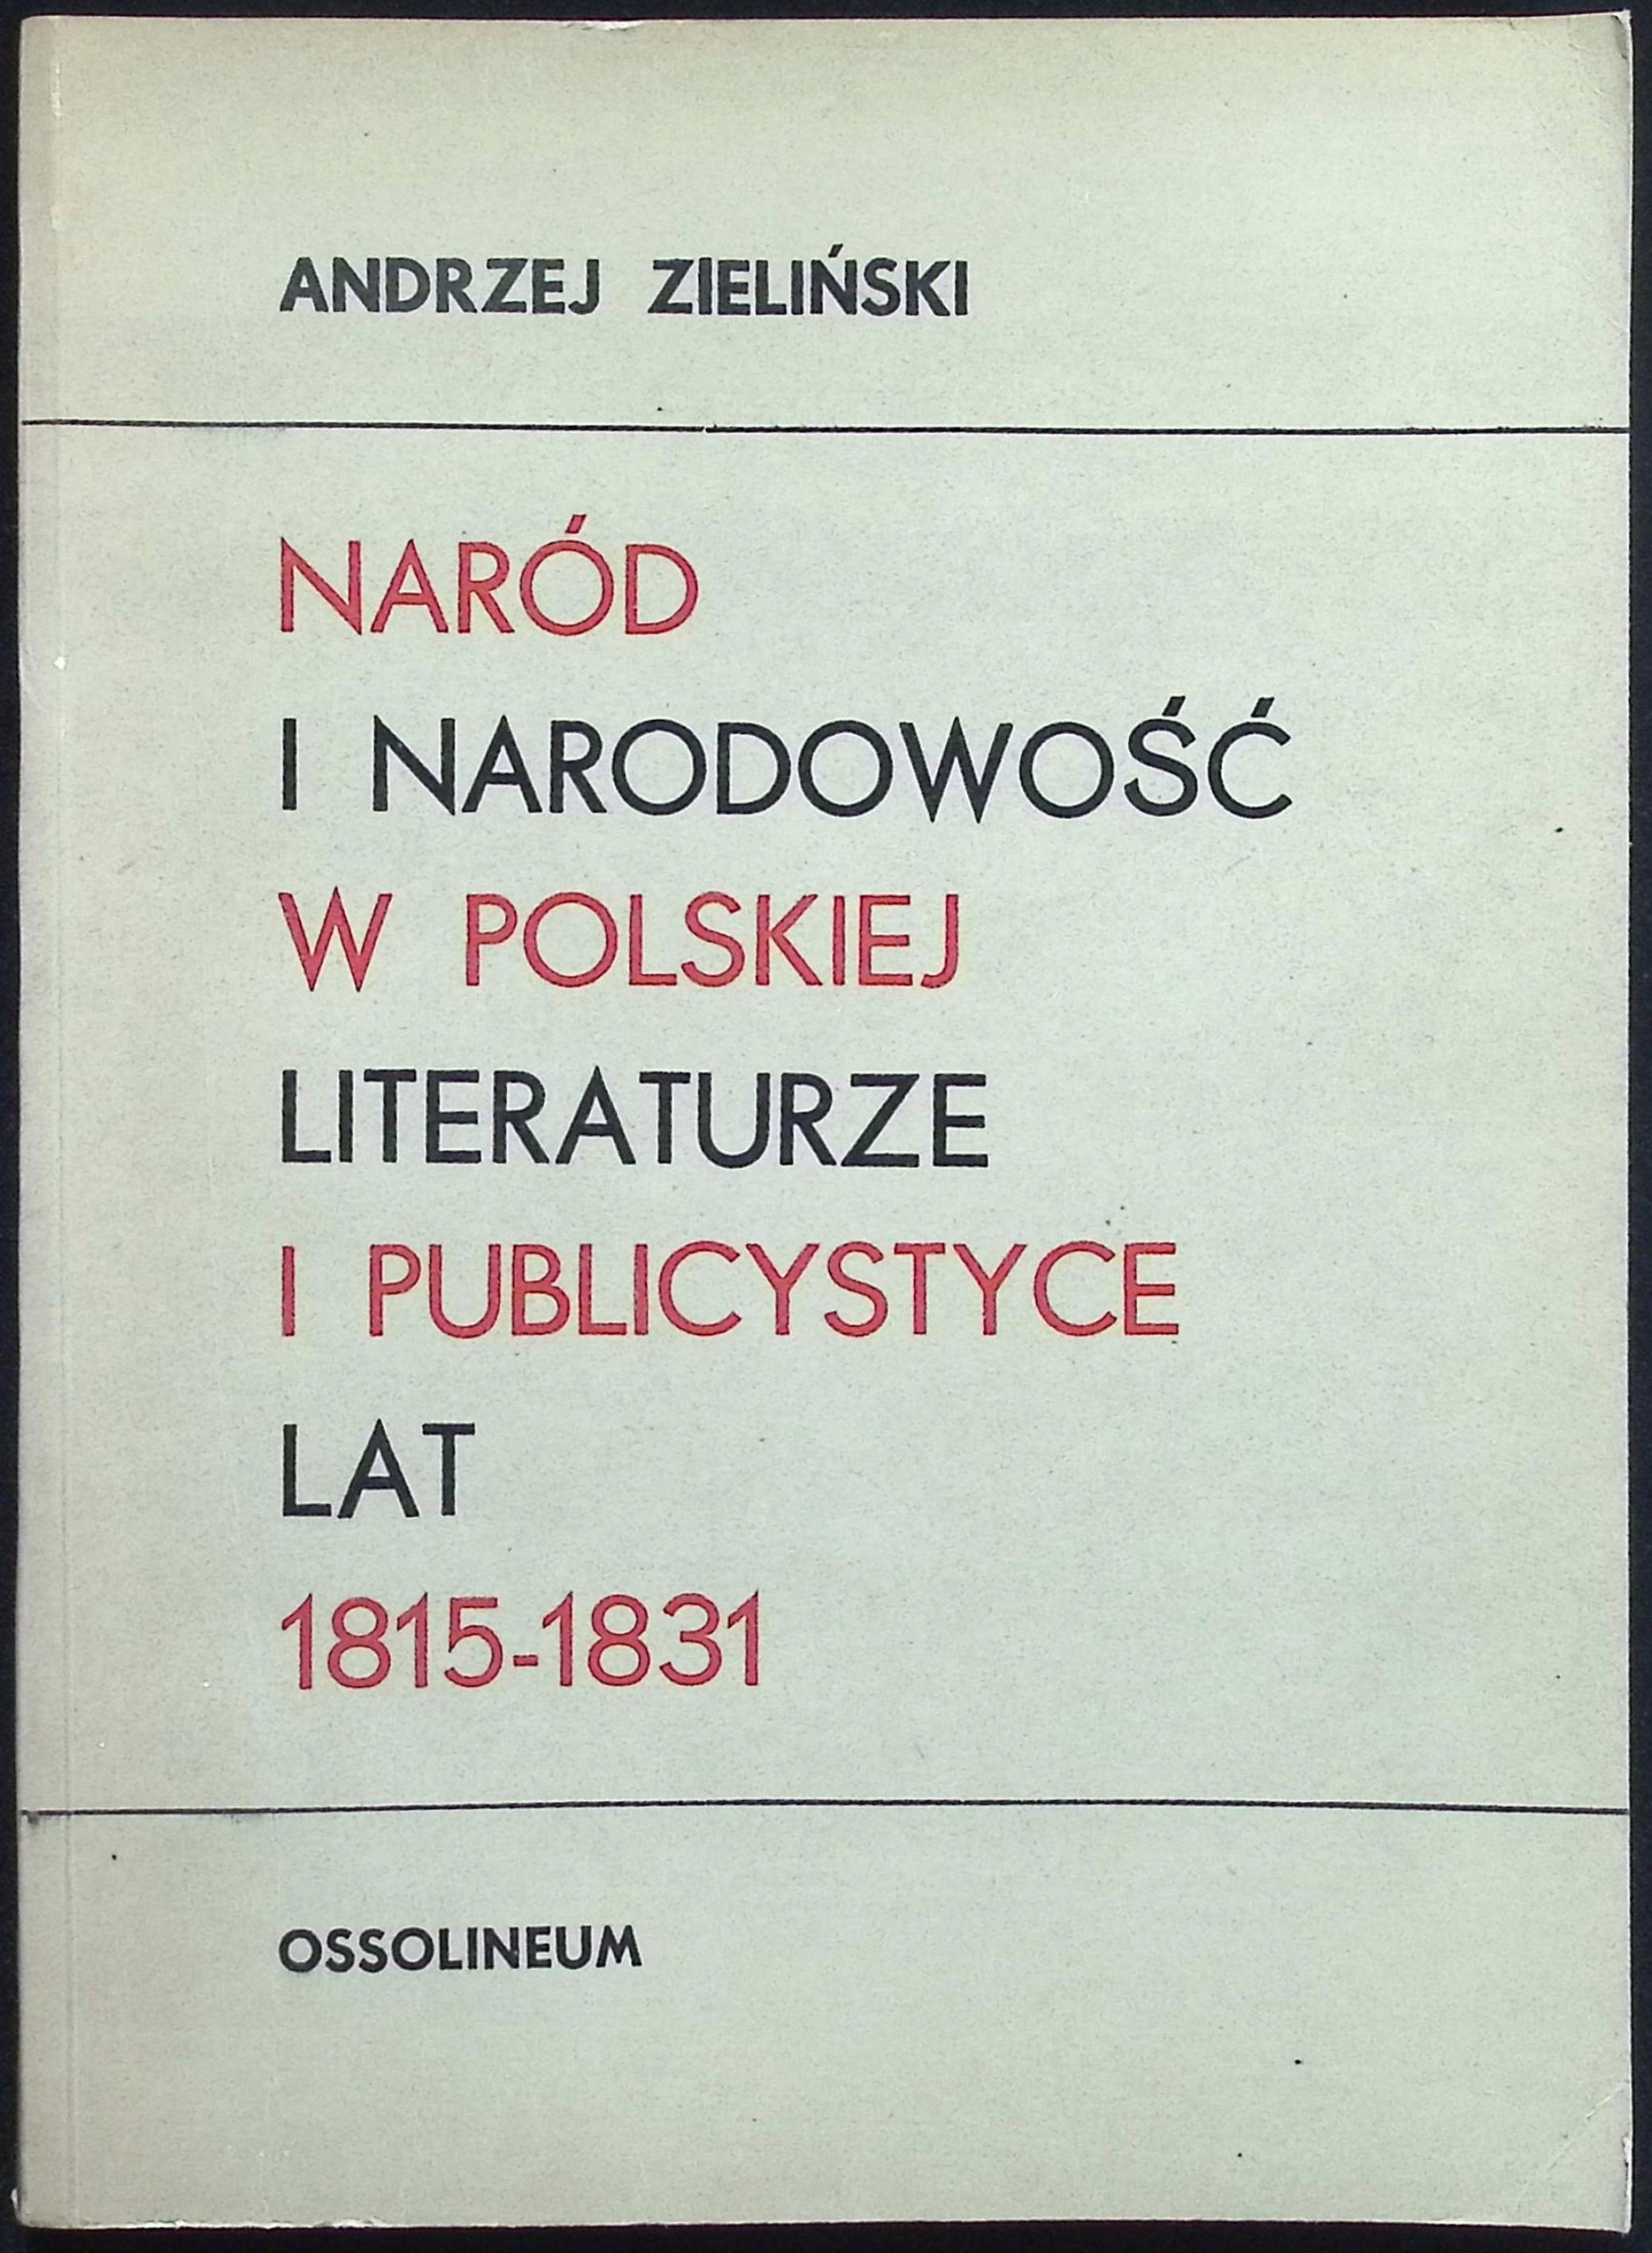 ANDRZEJ ZIELIŃSKI
NARÓD
I NARODOWOŚĆ
W POLSKIEJ
LITERATURZE
I PUBLICYSTYCE
LAT
1815-1831
OSSOLINEUM